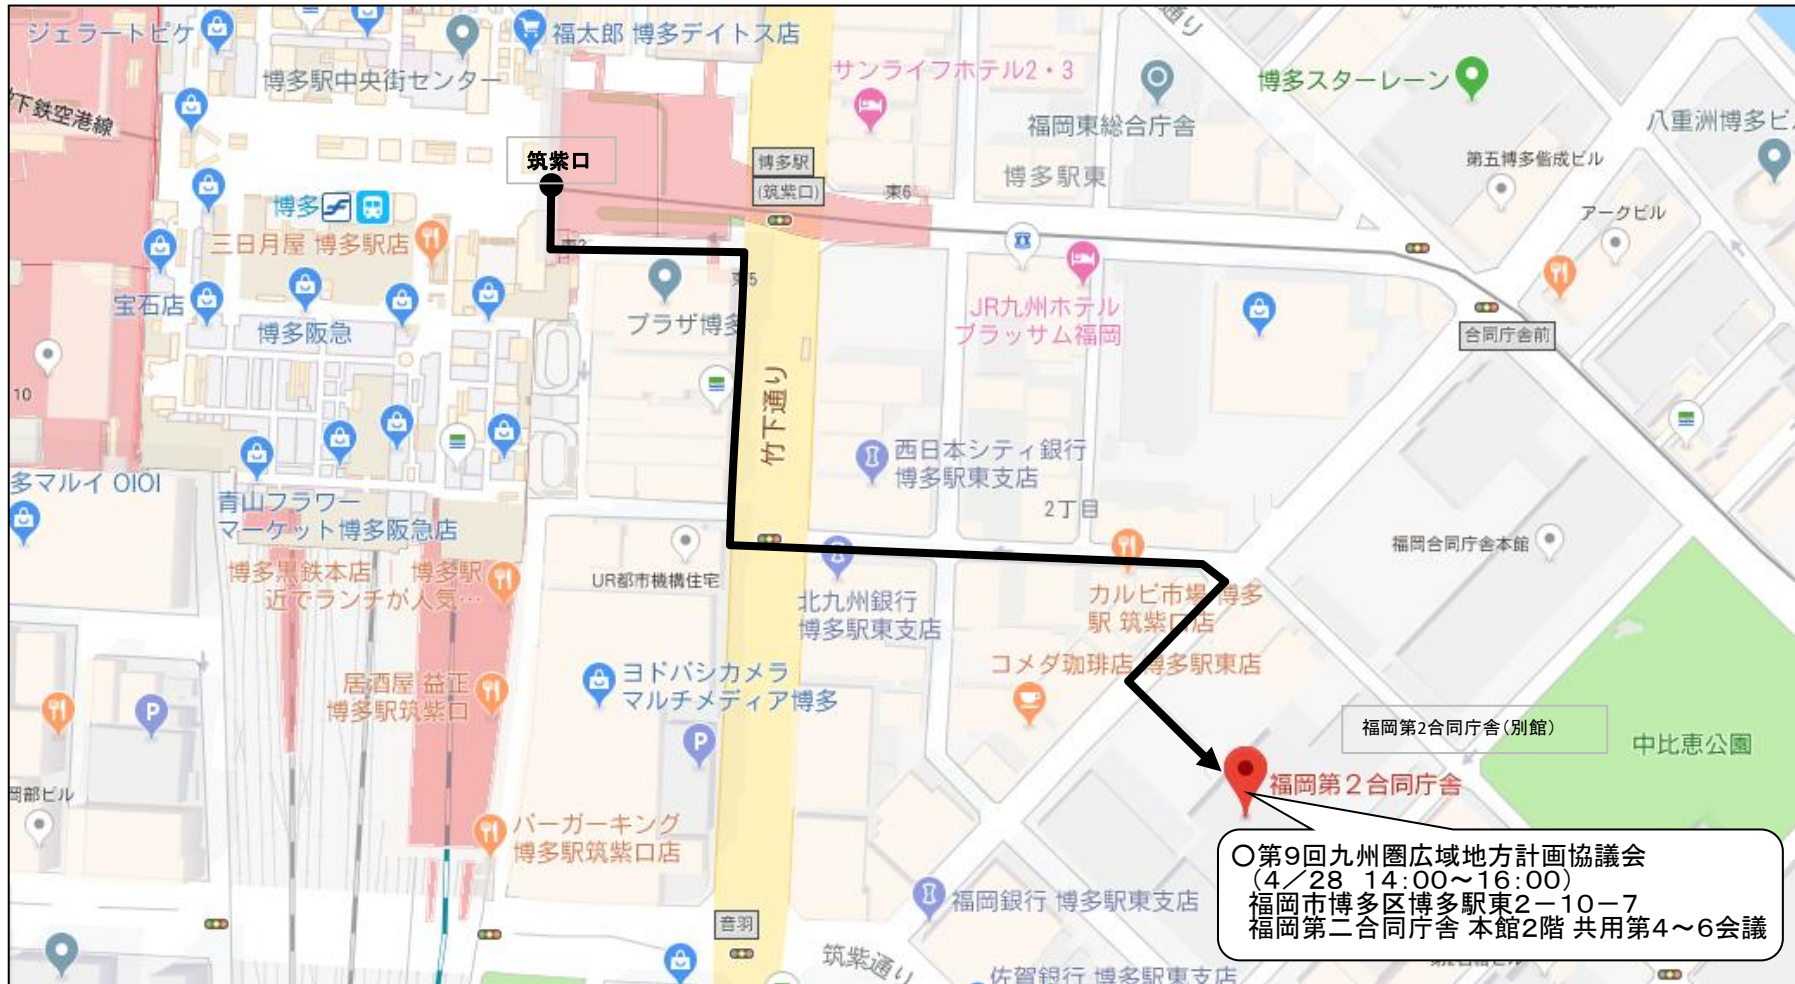 ジェラートピケ
福太郎 博多デイトス店
博多駅中央街センター
サンライフホテル2・3
博多スターレーン
下鉄空港線
福岡東総合庁舎
八重洲博多ビ
筑紫口
博多駅
(筑紫口)
東6
博多駅東
第五博多偕成ビル
アークビル
博多
三日月屋 博多駅店
東5
宝石店
博多阪急
プラザ博多
JR九州ホテル
ブラッサム福岡
合同庁舎前
10
竹下通り
多マルイ OIOI
青山フラワー
マーケット博多阪急店
西日本シティ銀行
博多駅東支店
2丁目
福岡合同庁舎本館
博多黒鉄本店｜博多駅
近でランチが人気…
UR都市機構住宅
北九州銀行
博多駅東支店
カルビ市場 博多
駅 筑紫口店
コメダ珈琲店 博多駅東店
居酒屋 益正
博多駅筑紫口
ヨドバシカメラ
マルチメディア博多
P
P
福岡第2合同庁舎(別館)
中比恵公園
福岡第２合同庁舎
岡部ビル
バーガーキング
博多駅筑紫口店
○第9回九州圏広域地方計画協議会
(4／28 14:00～16:00)
福岡市博多区博多駅東2－10－7
福岡第二合同庁舎 本館2階 共用第4～6会議
福岡銀行 博多駅東支店
音羽
筑紫通り
佐賀銀行 博多駅東支店